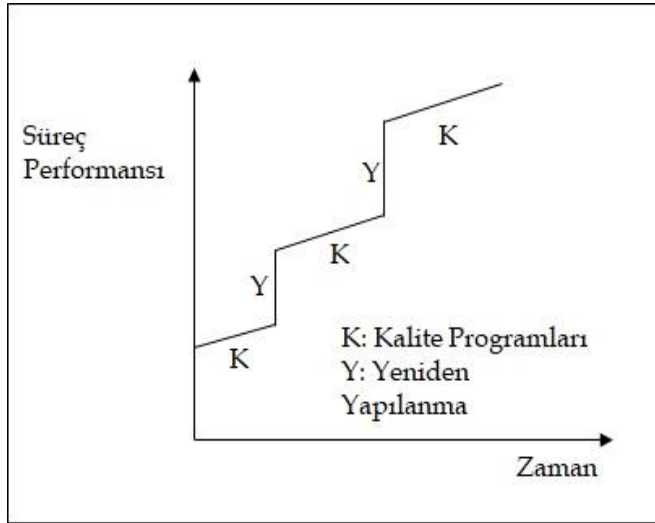 Süreç
Performansı
K
Y
K
Y
K
K: Kalite Programları
Y: Yeniden
Yapılanma
Zaman